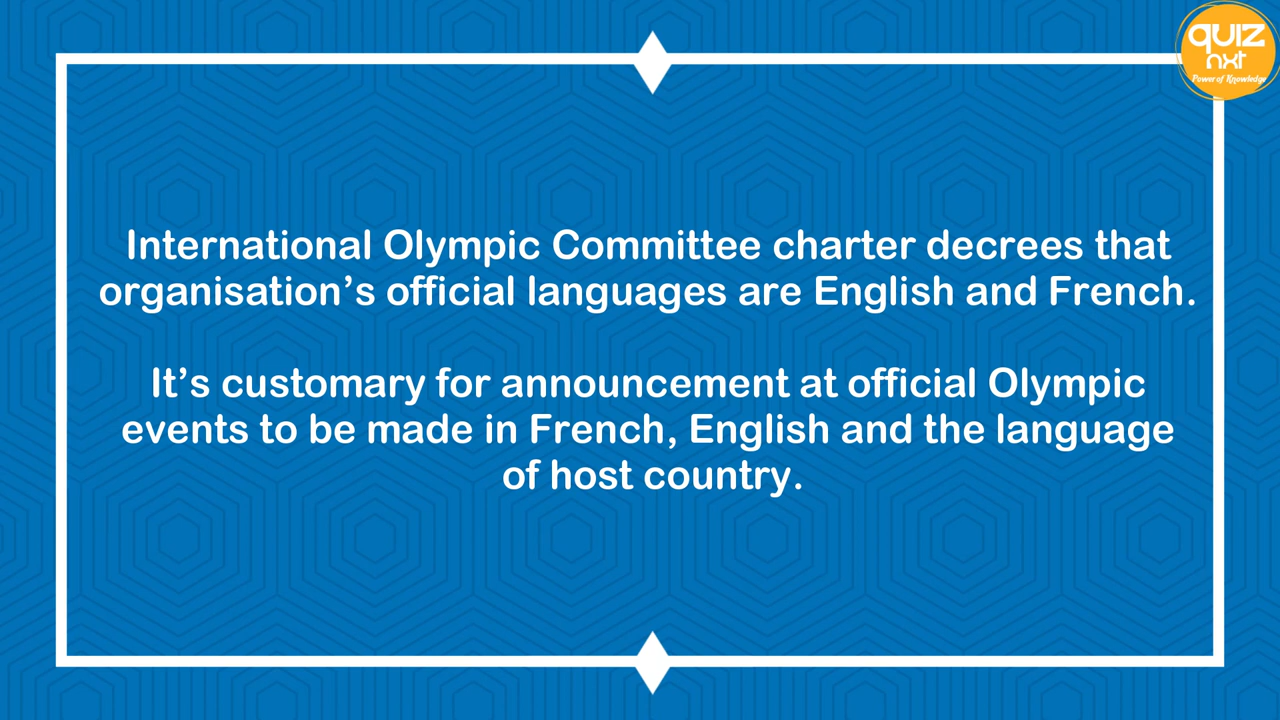 QUIZ
nxt
Power of Knowledge
International Olympic Committee charter decrees that
organisation’s official languages are English and French.
It’s customary for announcement at official Olympic
events to be made in French, English and the language
of host country.